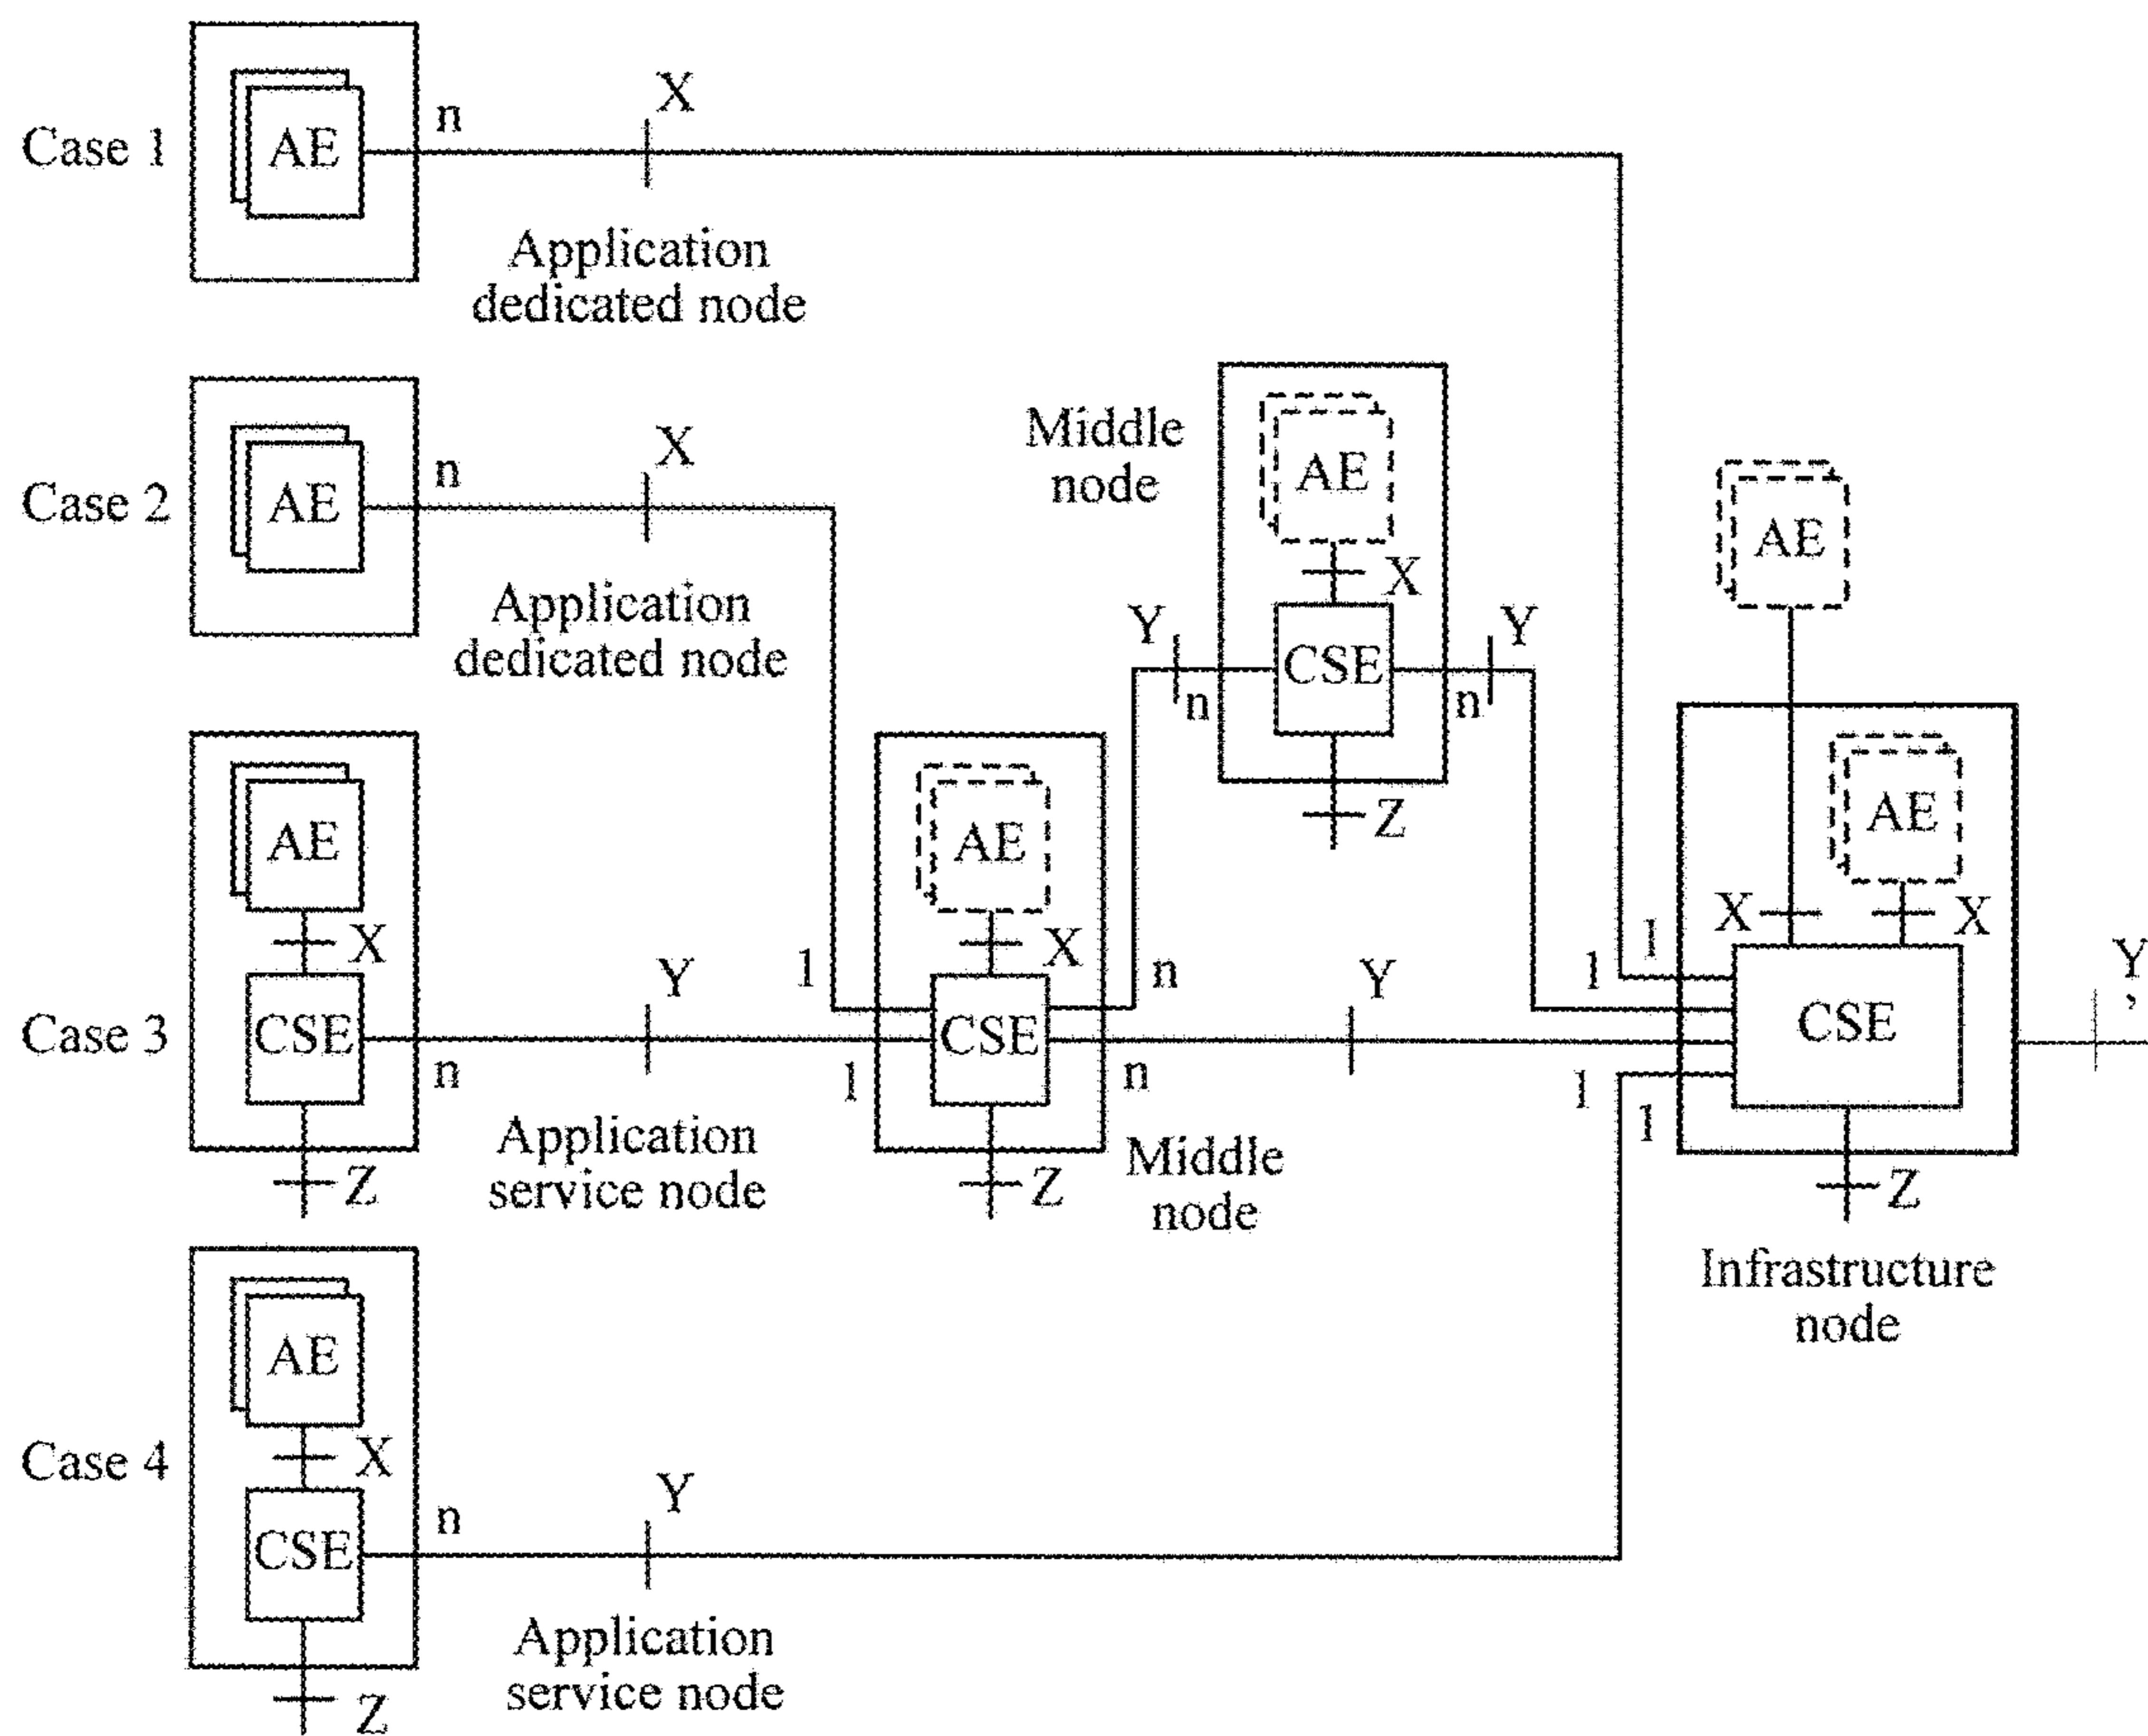 Case 1
AE
n
X
Application
dedicated node
Case 2
AE
n
X
Application
dedicated node
Middle
node
AE
X
Y
n
CSE
n
Y
Z
AE
Case 3
AE
X
CSE
n
Y
Application
service node
Z
1
1
AE
X
CSE
n
n
Y
Middle
node
Z
1
1
1
1
X
AE
X
CSE
Y
’
Z
Infrastructure
node
Case 4
AE
X
CSE
n
Y
Application
service node
Z